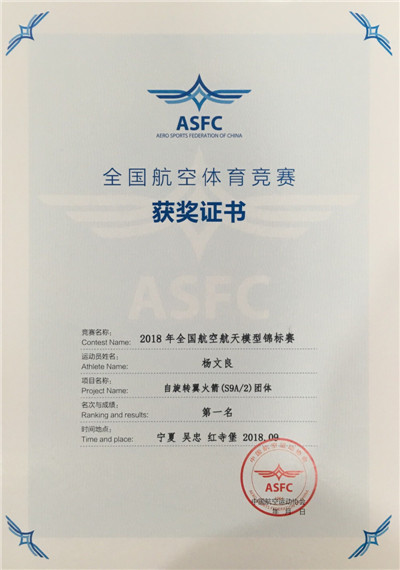 ASFC
AERO SPORTS FEDERATION OF CHINA
全国航空体育竞赛
获奖证书
ASFC
竞赛名称:
Contest Name:
2018 年全国航空航天模型锦标赛
运动员姓名:
Athlete Name:
杨文良
项目名称:
Project Name:
自旋转翼火箭(S9A/2)团体
名次与成绩:
Ranking and results:
第一名
时间地点:
Time and place:
宁夏 吴忠 红寺堡 2018.09
ASFC
中国航空运动协会
年 月 日